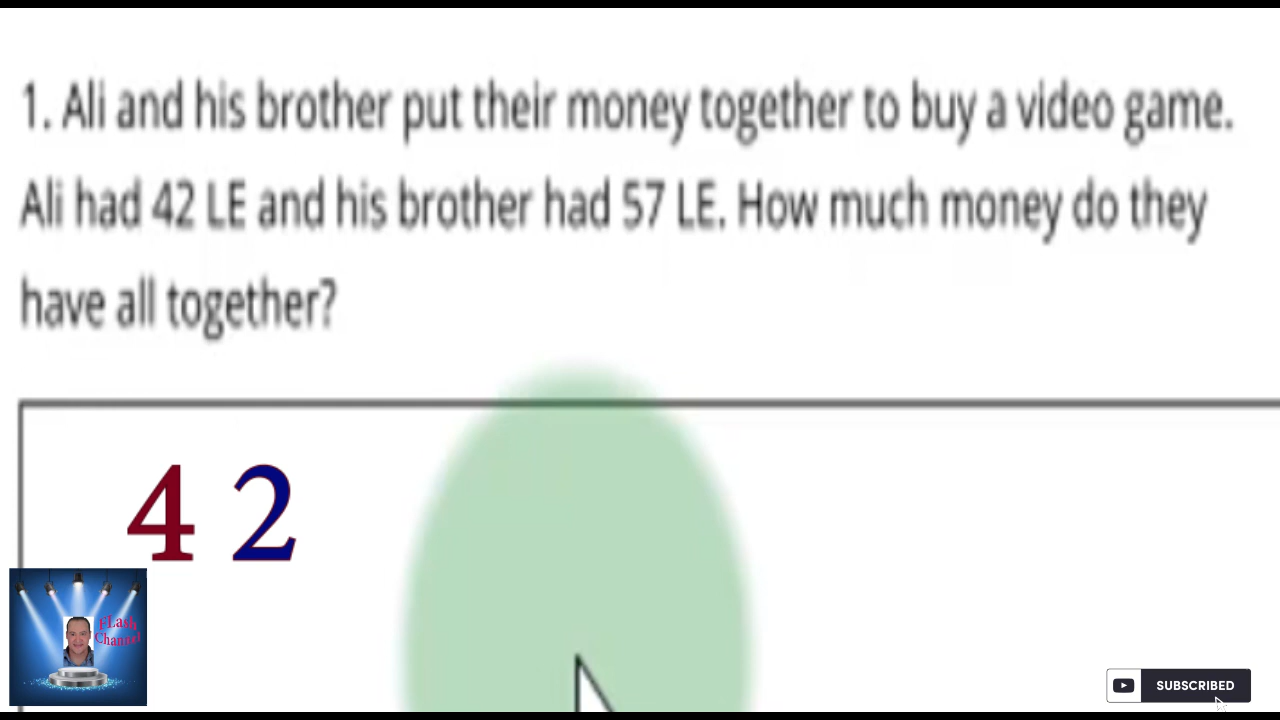 1. Ali and his brother put their money together to buy a video game.
Ali had 42 LE and his brother had 57 LE. How much money do they
have all together?
4 2
FLash
Channel
SUBSCRIBED